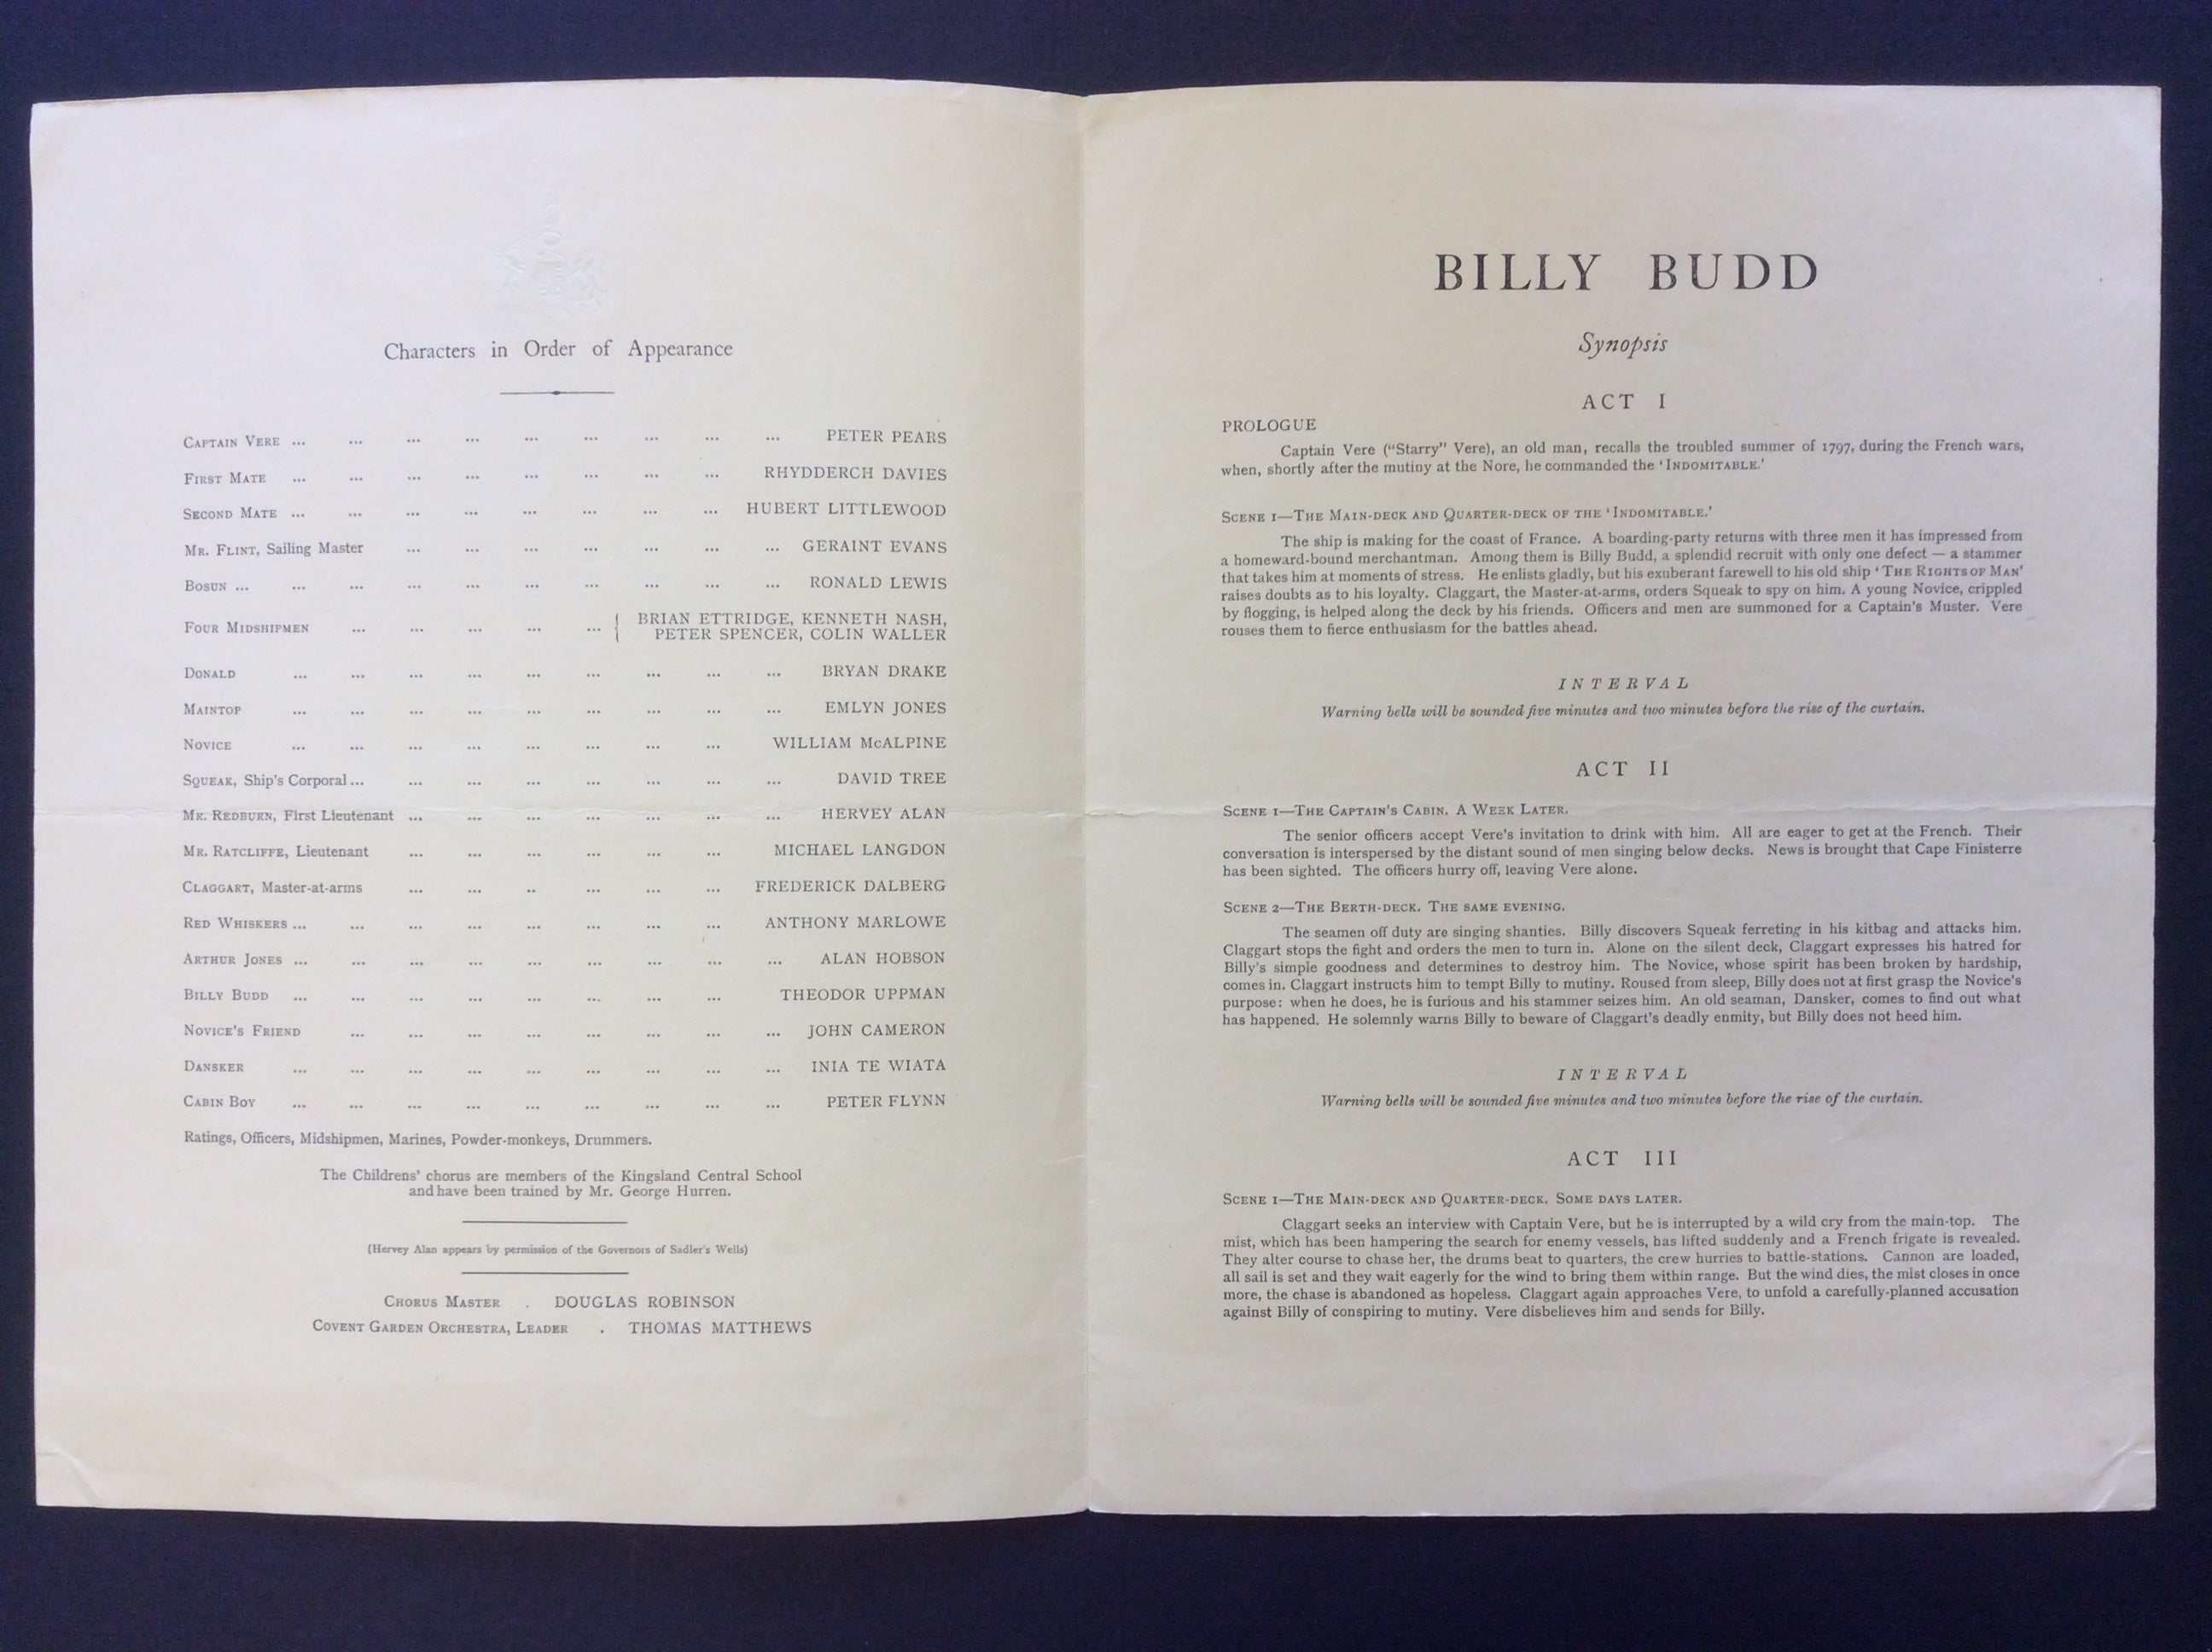 Characters in Order of Appearance
CAPTAIN VERE ... ... ... ... ... ... ... ... ... PETER PEARS
FIRST MATE ... ... ... ... ... ... ... ... RHYDDERCH DAVIES
SECOND MATE ... ... ... ... ... ... ... ... HUBERT LITTLEWOOD
MR. FLINT, Sailing Master ... ... ... ... ... ... ... GERAINT EVANS
BOSUN ... ... ... ... ... ... ... ... ... ... RONALD LEWIS
FOUR MIDSHIPMEN ... ... ... ... ... { BRIAN ETTRIDGE, KENNETH NASH,
PETER SPENCER, COLIN WALLER
DONALD ... ... ... ... ... ... ... ... ... BRYAN DRAKE
MAINTOP ... ... ... ... ... ... ... ... ... EMLYN JONES
NOVICE ... ... ... ... ... ... ... ... WILLIAM McALPINE
SQUEAK, Ship's Corporal ... ... ... ... ... ... ... ... DAVID TREE
MR. REDBURN, First Lieutenant ... ... ... ... ... ... ... HERVEY ALAN
MR. RATCLIFFE, Lieutenant ... ... ... ... ... ... MICHAEL LANGDON
CLAGGART, Master-at-arms ... ... .. ... ... ... FREDERICK DALBERG
RED WHISKERS ... ... ... ... ... ... ... ... ANTHONY MARLOWE
ARTHUR JONES ... ... ... ... ... ... ... ... ... ALAN HOBSON
BILLY BUDD ... ... ... ... ... ... ... ... THEODOR UPPMAN
NOVICE'S FRIEND ... ... ... ... ... ... ... ... JOHN CAMERON
DANSKER ... ... ... ... ... ... ... ... ... INIA TE WIATA
CABIN BOY ... ... ... ... ... ... ... ... ... PETER FLYNN
Ratings, Officers, Midshipmen, Marines, Powder-monkeys, Drummers.
The Childrens' chorus are members of the Kingsland Central School
and have been trained by Mr. George Hurren.
(Hervey Alan appears by permission of the Governors of Sadler's Wells)
CHORUS MASTER . DOUGLAS ROBINSON
COVENT GARDEN ORCHESTRA, LEADER . THOMAS MATTHEWS
BILLY BUDD
Synopsis
ACT I
PROLOGUE
Captain Vere ("Starry" Vere), an old man, recalls the troubled summer of 1797, during the French wars,
when, shortly after the mutiny at the Nore, he commanded the 'INDOMITABLE.'
SCENE 1—THE MAIN-DECK AND QUARTER-DECK OF THE 'INDOMITABLE.'
The ship is making for the coast of France. A boarding-party returns with three men it has impressed from
a homeward-bound merchantman. Among them is Billy Budd, a splendid recruit with only one defect — a stammer
that takes him at moments of stress. He enlists gladly, but his exuberant farewell to his old ship 'THE RIGHTS OF MAN'
raises doubts as to his loyalty. Claggart, the Master-at-arms, orders Squeak to spy on him. A young Novice, crippled
by flogging, is helped along the deck by his friends. Officers and men are summoned for a Captain's Muster. Vere
rouses them to fierce enthusiasm for the battles ahead.
INTERVAL
Warning bells will be sounded five minutes and two minutes before the rise of the curtain.
ACT II
SCENE 1—THE CAPTAIN'S CABIN. A WEEK LATER.
The senior officers accept Vere's invitation to drink with him. All are eager to get at the French. Their
conversation is interspersed by the distant sound of men singing below decks. News is brought that Cape Finisterre
has been sighted. The officers hurry off, leaving Vere alone.
SCENE 2—THE BERTH-DECK. THE SAME EVENING.
The seamen off duty are singing shanties. Billy discovers Squeak ferreting in his kitbag and attacks him.
Claggart stops the fight and orders the men to turn in. Alone on the silent deck, Claggart expresses his hatred for
Billy's simple goodness and determines to destroy him. The Novice, whose spirit has been broken by hardship,
comes in. Claggart instructs him to tempt Billy to mutiny. Roused from sleep, Billy does not at first grasp the Novice's
purpose: when he does, he is furious and his stammer seizes him. An old seaman, Dansker, comes to find out what
has happened. He solemnly warns Billy to beware of Claggart's deadly enmity, but Billy does not heed him.
INTERVAL
Warning bells will be sounded five minutes and two minutes before the rise of the curtain.
ACT III
SCENE 1—THE MAIN-DECK AND QUARTER-DECK. SOME DAYS LATER.
Claggart seeks an interview with Captain Vere, but he is interrupted by a wild cry from the main-top. The
mist, which has been hampering the search for enemy vessels, has lifted suddenly and a French frigate is revealed.
They alter course to chase her, the drums beat to quarters, the crew hurries to battle-stations. Cannon are loaded,
all sail is set and they wait eagerly for the wind to bring them within range. But the wind dies, the mist closes in once
more, the chase is abandoned as hopeless. Claggart again approaches Vere, to unfold a carefully-planned accusation
against Billy of conspiring to mutiny. Vere disbelieves him and sends for Billy.